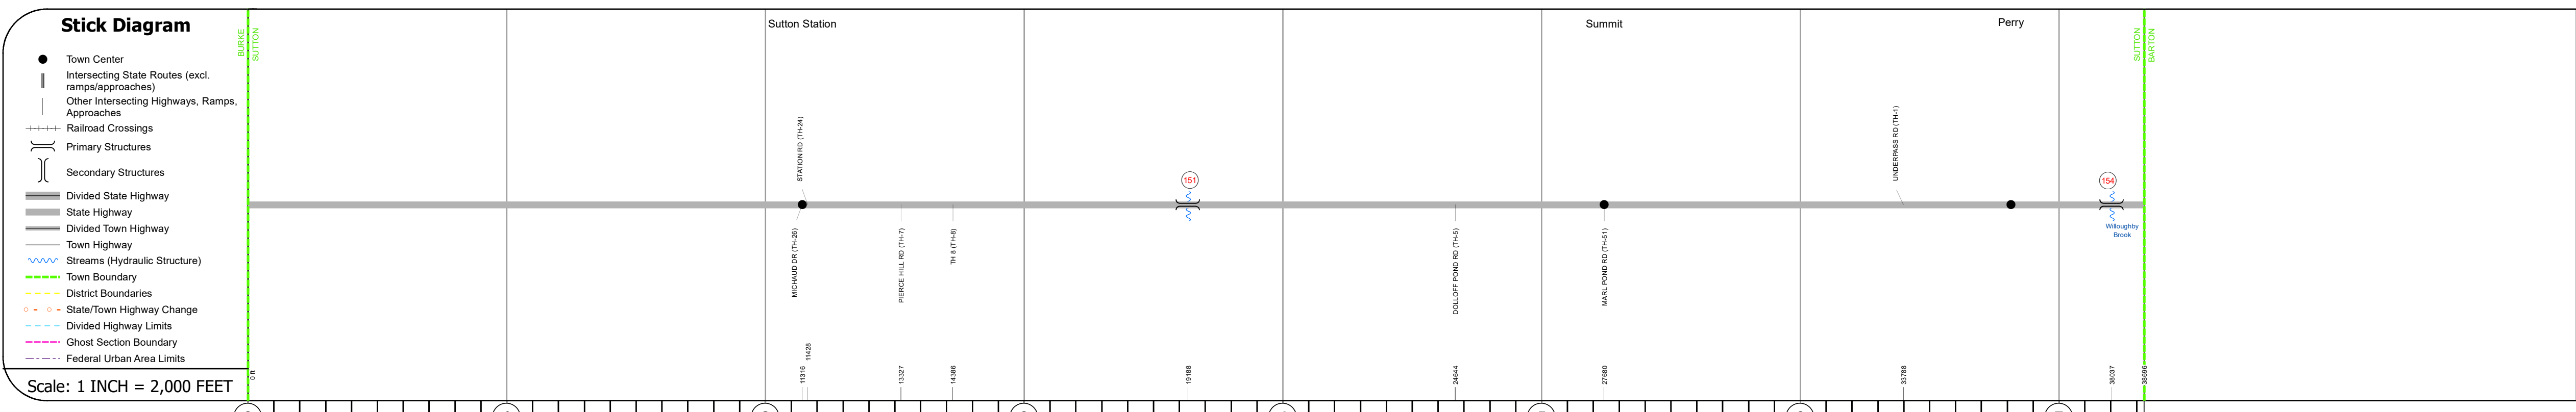 Stick Diagram
Town Center
Intersecting State Routes (excl.
ramps/approaches)
Other Intersecting Highways, Ramps,
Approaches
Railroad Crossings
Primary Structures
Secondary Structures
Divided State Highway
State Highway
Divided Town Highway
Town Highway
Streams (Hydraulic Structure)
Town Boundary
District Boundaries
State/Town Highway Change
Divided Highway Limits
Ghost Section Boundary
Federal Urban Area Limits
Scale: 1 INCH = 2,000 FEET
BURKE
SUTTON
Sutton Station
Summit
Perry
SUTTON
BARTON
STATION RD (TH-24)
UNDERPASS RD (TH-1)
151
154
MICHAUD DR (TH-26)
PIERCE HILL RD (TH-7)
TH 8 (TH-8)
DOLLOFF POND RD (TH-5)
MARL POND RD (TH-51)
Willoughby
Brook
0 ft
11316
11428
13327
14386
19188
24644
27680
33788
38037
38696